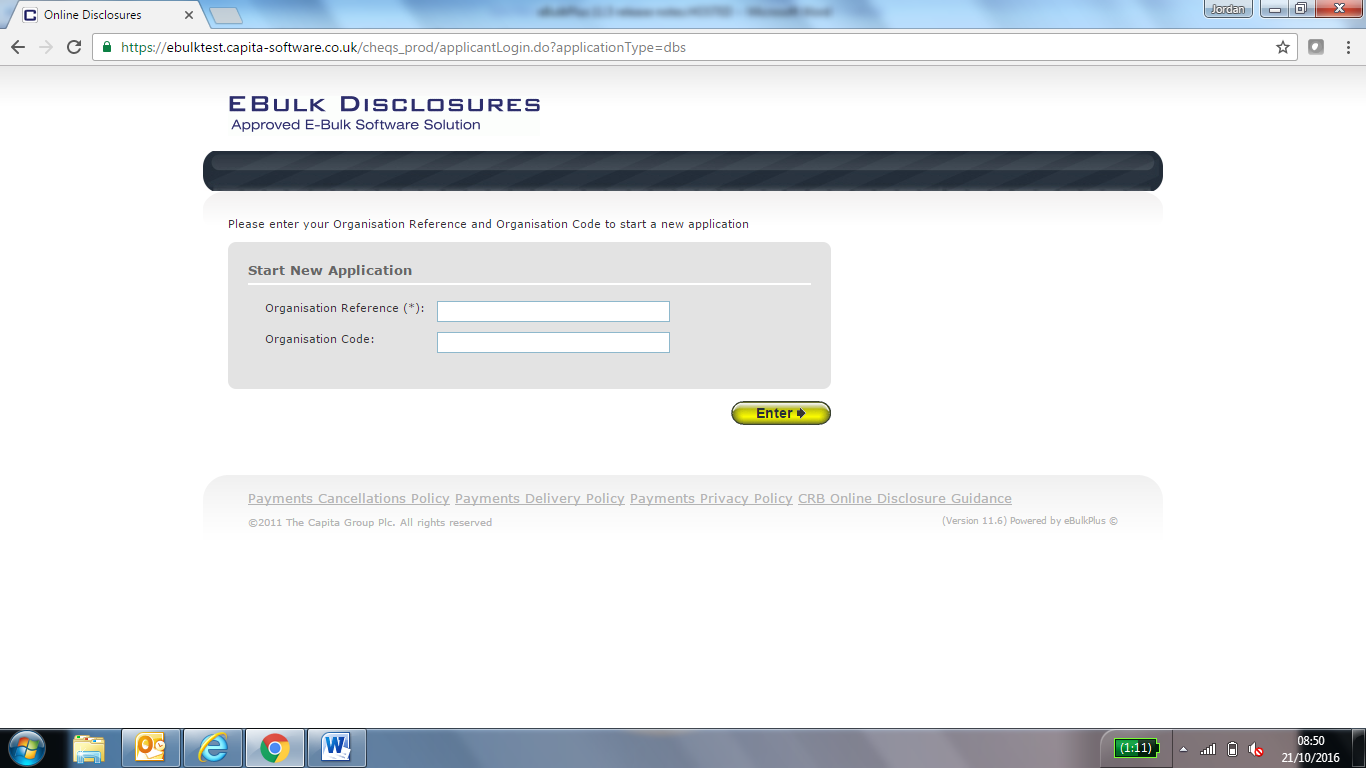 Online Disclosures
Jordan
https://ebulktest.capita-software.co.uk/cheqs_prod/applicantLogin.do?applicationType=dbs
EBULK DISCLOSURES
Approved E-Bulk Software Solution
Please enter your Organisation Reference and Organisation Code to start a new application
Start New Application
Organisation Reference (*):
Organisation Code:
Enter
Payments Cancellations Policy Payments Delivery Policy Payments Privacy Policy CRB Online Disclosure Guidance
©2011 The Capita Group Plc. All rights reserved
(Version 11.6) Powered by eBulkPlus ©
(1:11)
08:50
21/10/2016